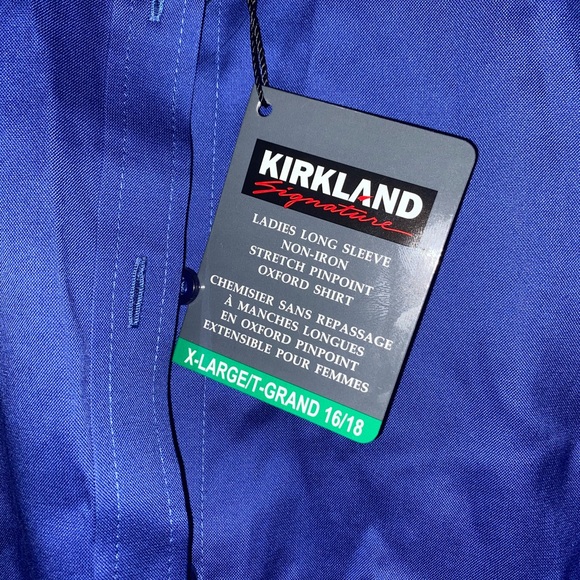 KIRKLAND
Signature
LADIES LONG SLEEVE
NON-IRON
STRETCH PINPOINT
OXFORD SHIRT
CHEMISIER SANS REPASSAGE
À MANCHES LONGUES
EN OXFORD PINPOINT
EXTENSIBLE POUR FEMMES
X-LARGE/T-GRAND 16/18